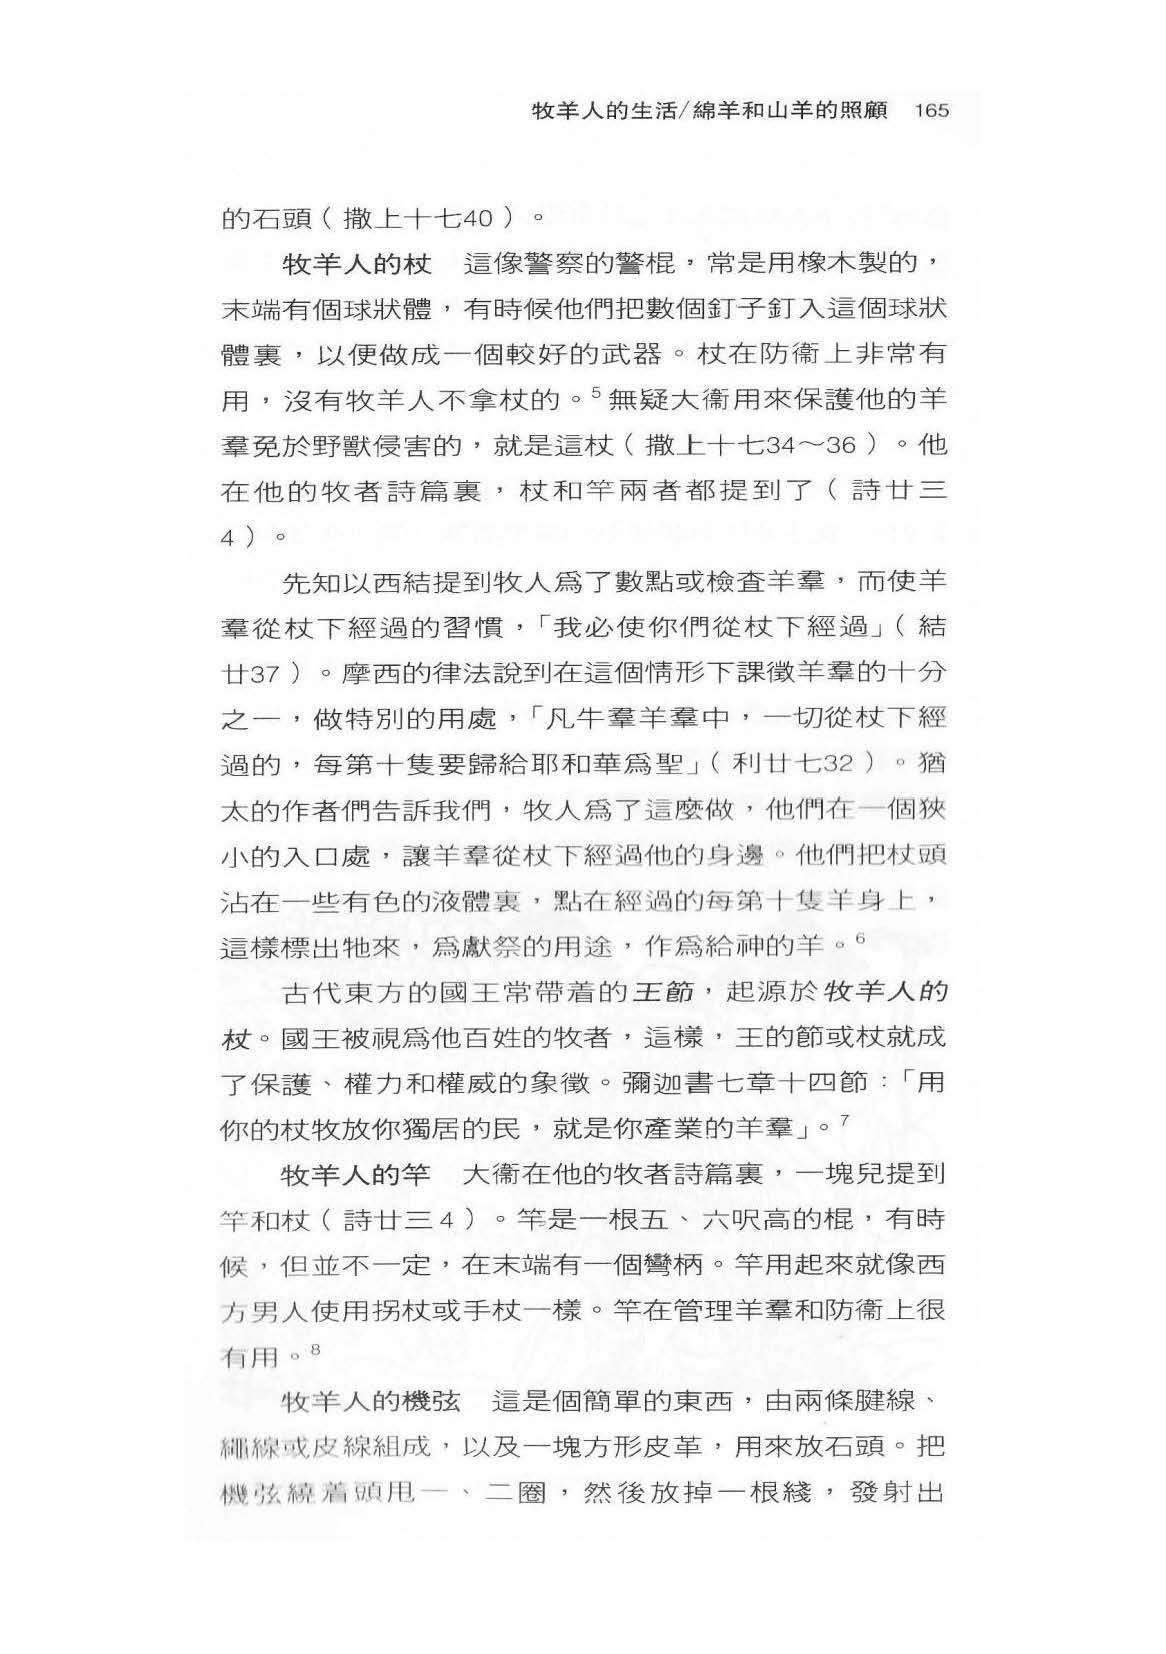 牧羊人的生活/綿羊和山羊的照顧 165
的石頭（撒上十七40）。
牧羊人的杖　這像警察的警棍，常是用橡木製的，
末端有個球狀體，有時候他們把數個釘子釘入這個球狀
體裏，以便做成一個較好的武器。杖在防衞上非常有
用，沒有牧羊人不拿杖的。⁵無疑大衞用來保護他的羊
羣免於野獸侵害的，就是這杖（撒上十七34～36）。他
在他的牧者詩篇裏，杖和竿兩者都提到了（詩廿三
4）。
先知以西結提到牧人爲了數點或檢查羊羣，而使羊
羣從杖下經過的習慣，「我必使你們從杖下經過」（結
廿37）。摩西的律法說到在這個情形下課徵羊羣的十分
之一，做特別的用處，「凡牛羣羊羣中，一切從杖下經
過的，每第十隻要歸給耶和華爲聖」（利廿七32）。猶
太的作者們告訴我們，牧人爲了這麼做，他們在一個狹
小的入口處，讓羊羣從杖下經過他的身邊。他們把杖頭
沾在一些有色的液體裏，點在經過的每第十隻羊身上，
這樣標出牠來，爲獻祭的用途，作爲給神的羊。⁶
古代東方的國王常帶着的王節，起源於牧羊人的
杖。國王被視爲他百姓的牧者，這樣，王的節或杖就成
了保護、權力和權威的象徵。彌迦書七章十四節：「用
你的杖牧放你獨居的民，就是你產業的羊羣」。⁷
牧羊人的竿　大衞在他的牧者詩篇裏，一塊兒提到
竿和杖（詩廿三4）。竿是一根五、六呎高的棍，有時
候，但並不一定，在末端有一個彎柄。竿用起來就像西
方男人使用拐杖或手杖一樣。竿在管理羊羣和防衞上很
有用。⁸
牧羊人的機弦　這是個簡單的東西，由兩條腱線、
繩線或皮線組成，以及一塊方形皮革，用來放石頭。把
機弦繞着頭甩一、二圈，然後放掉一根綫，發射出